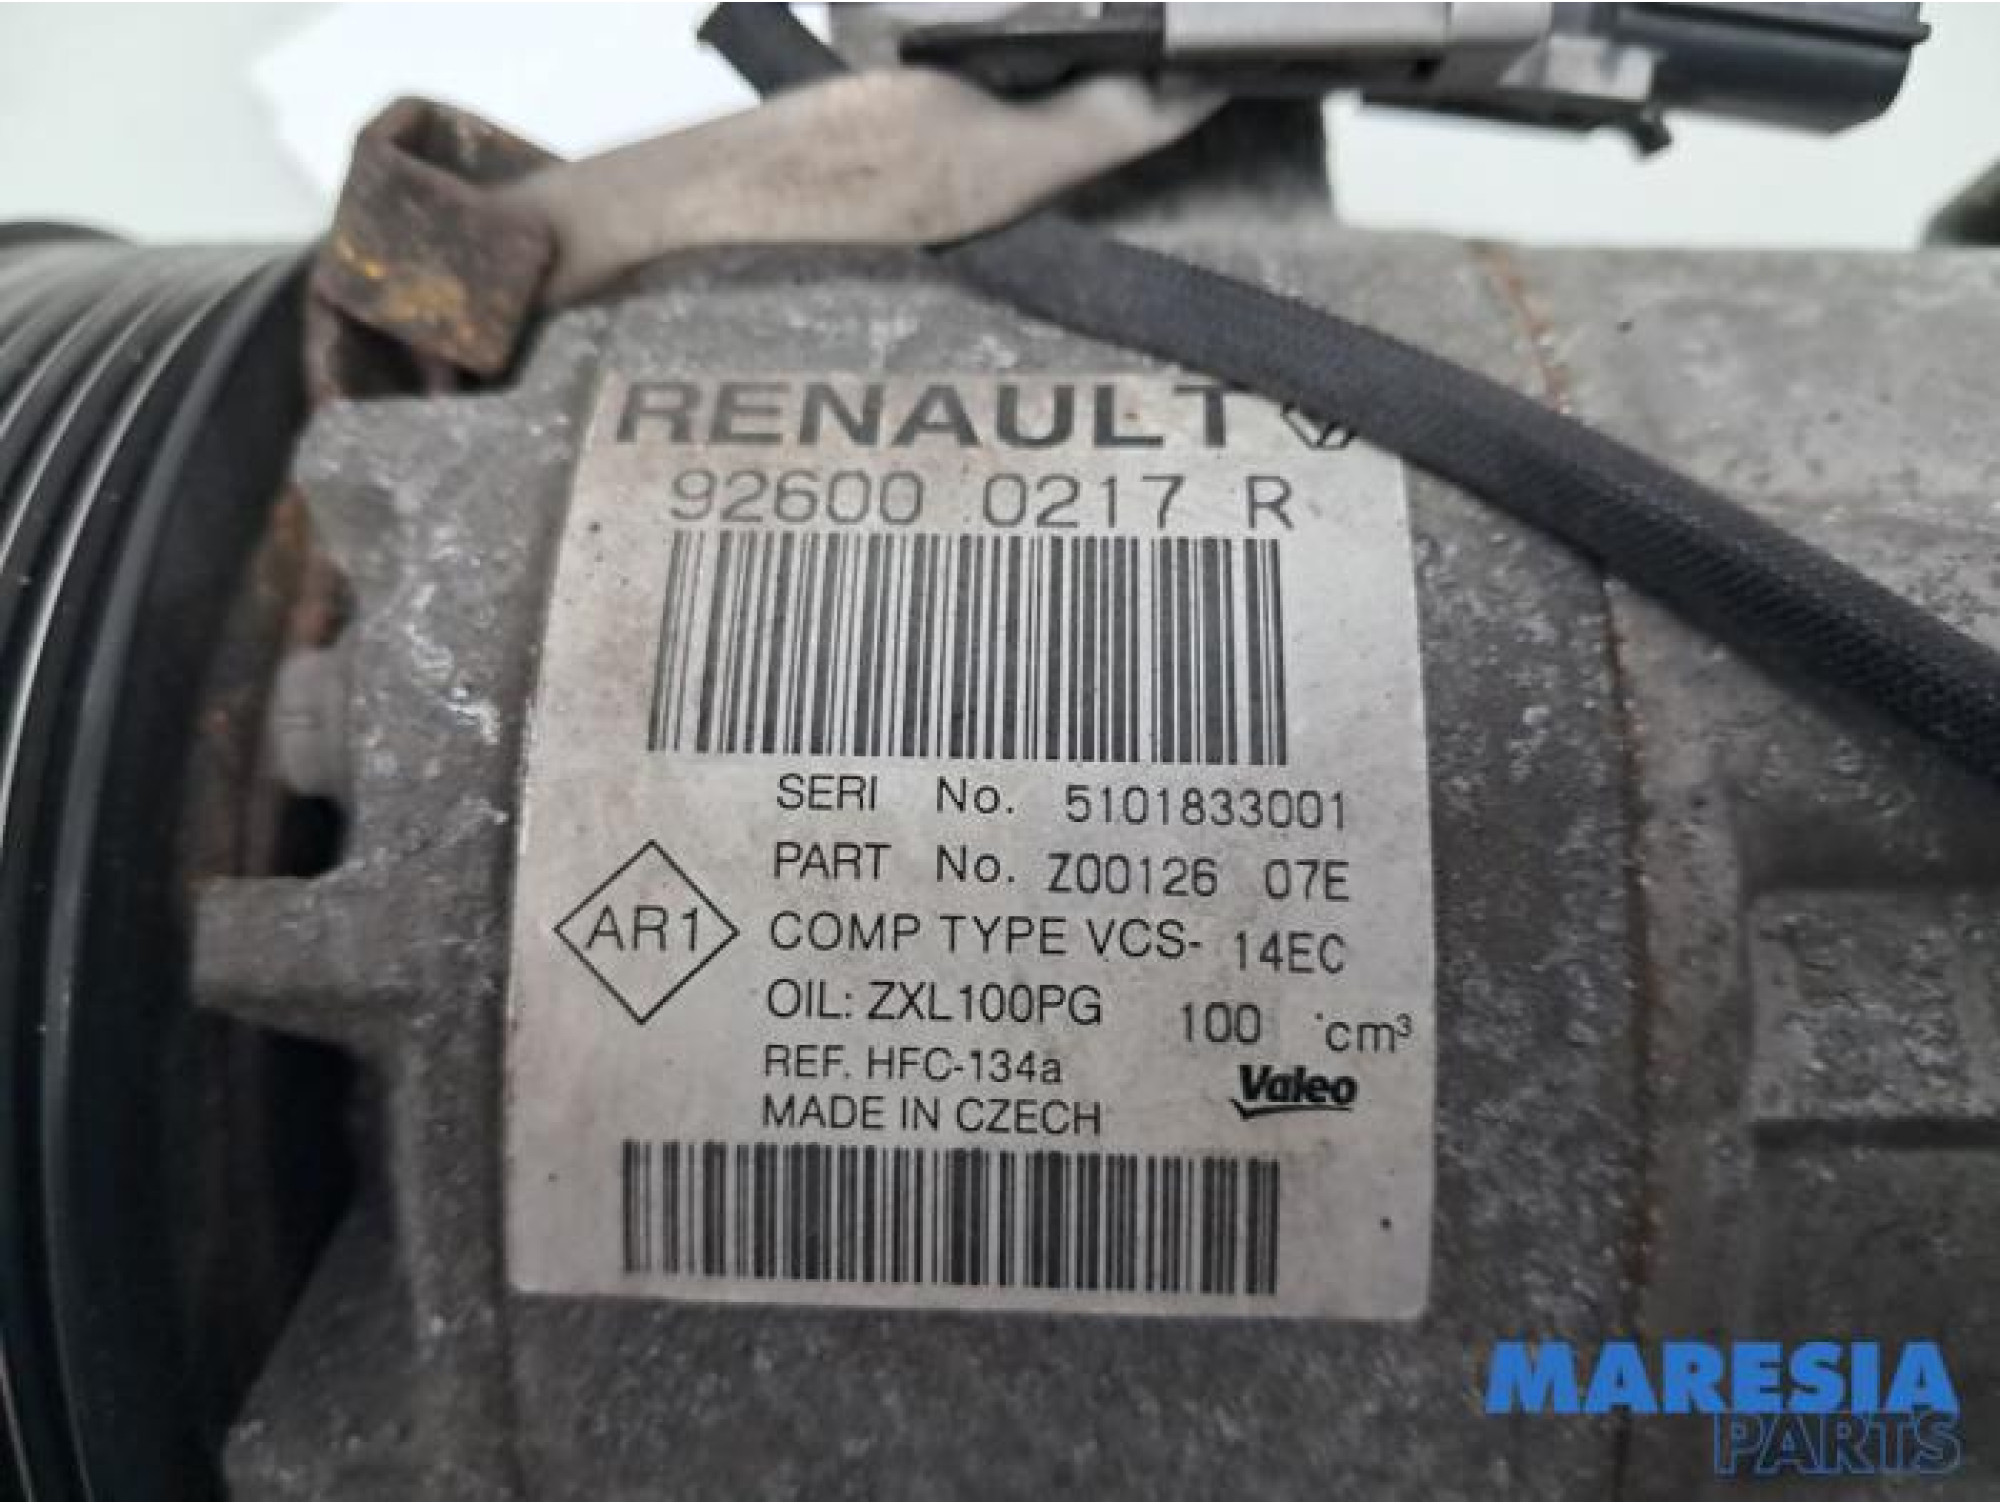 RENAULT
92600 0217 R
SERI No. 5101833001
PART No. Z00126 07E
AR1
COMP TYPE VCS- 14EC
OIL: ZXL100PG 100 cm³
REF. HFC-134a
MADE IN CZECH
Valeo
MARESIA
PARTS